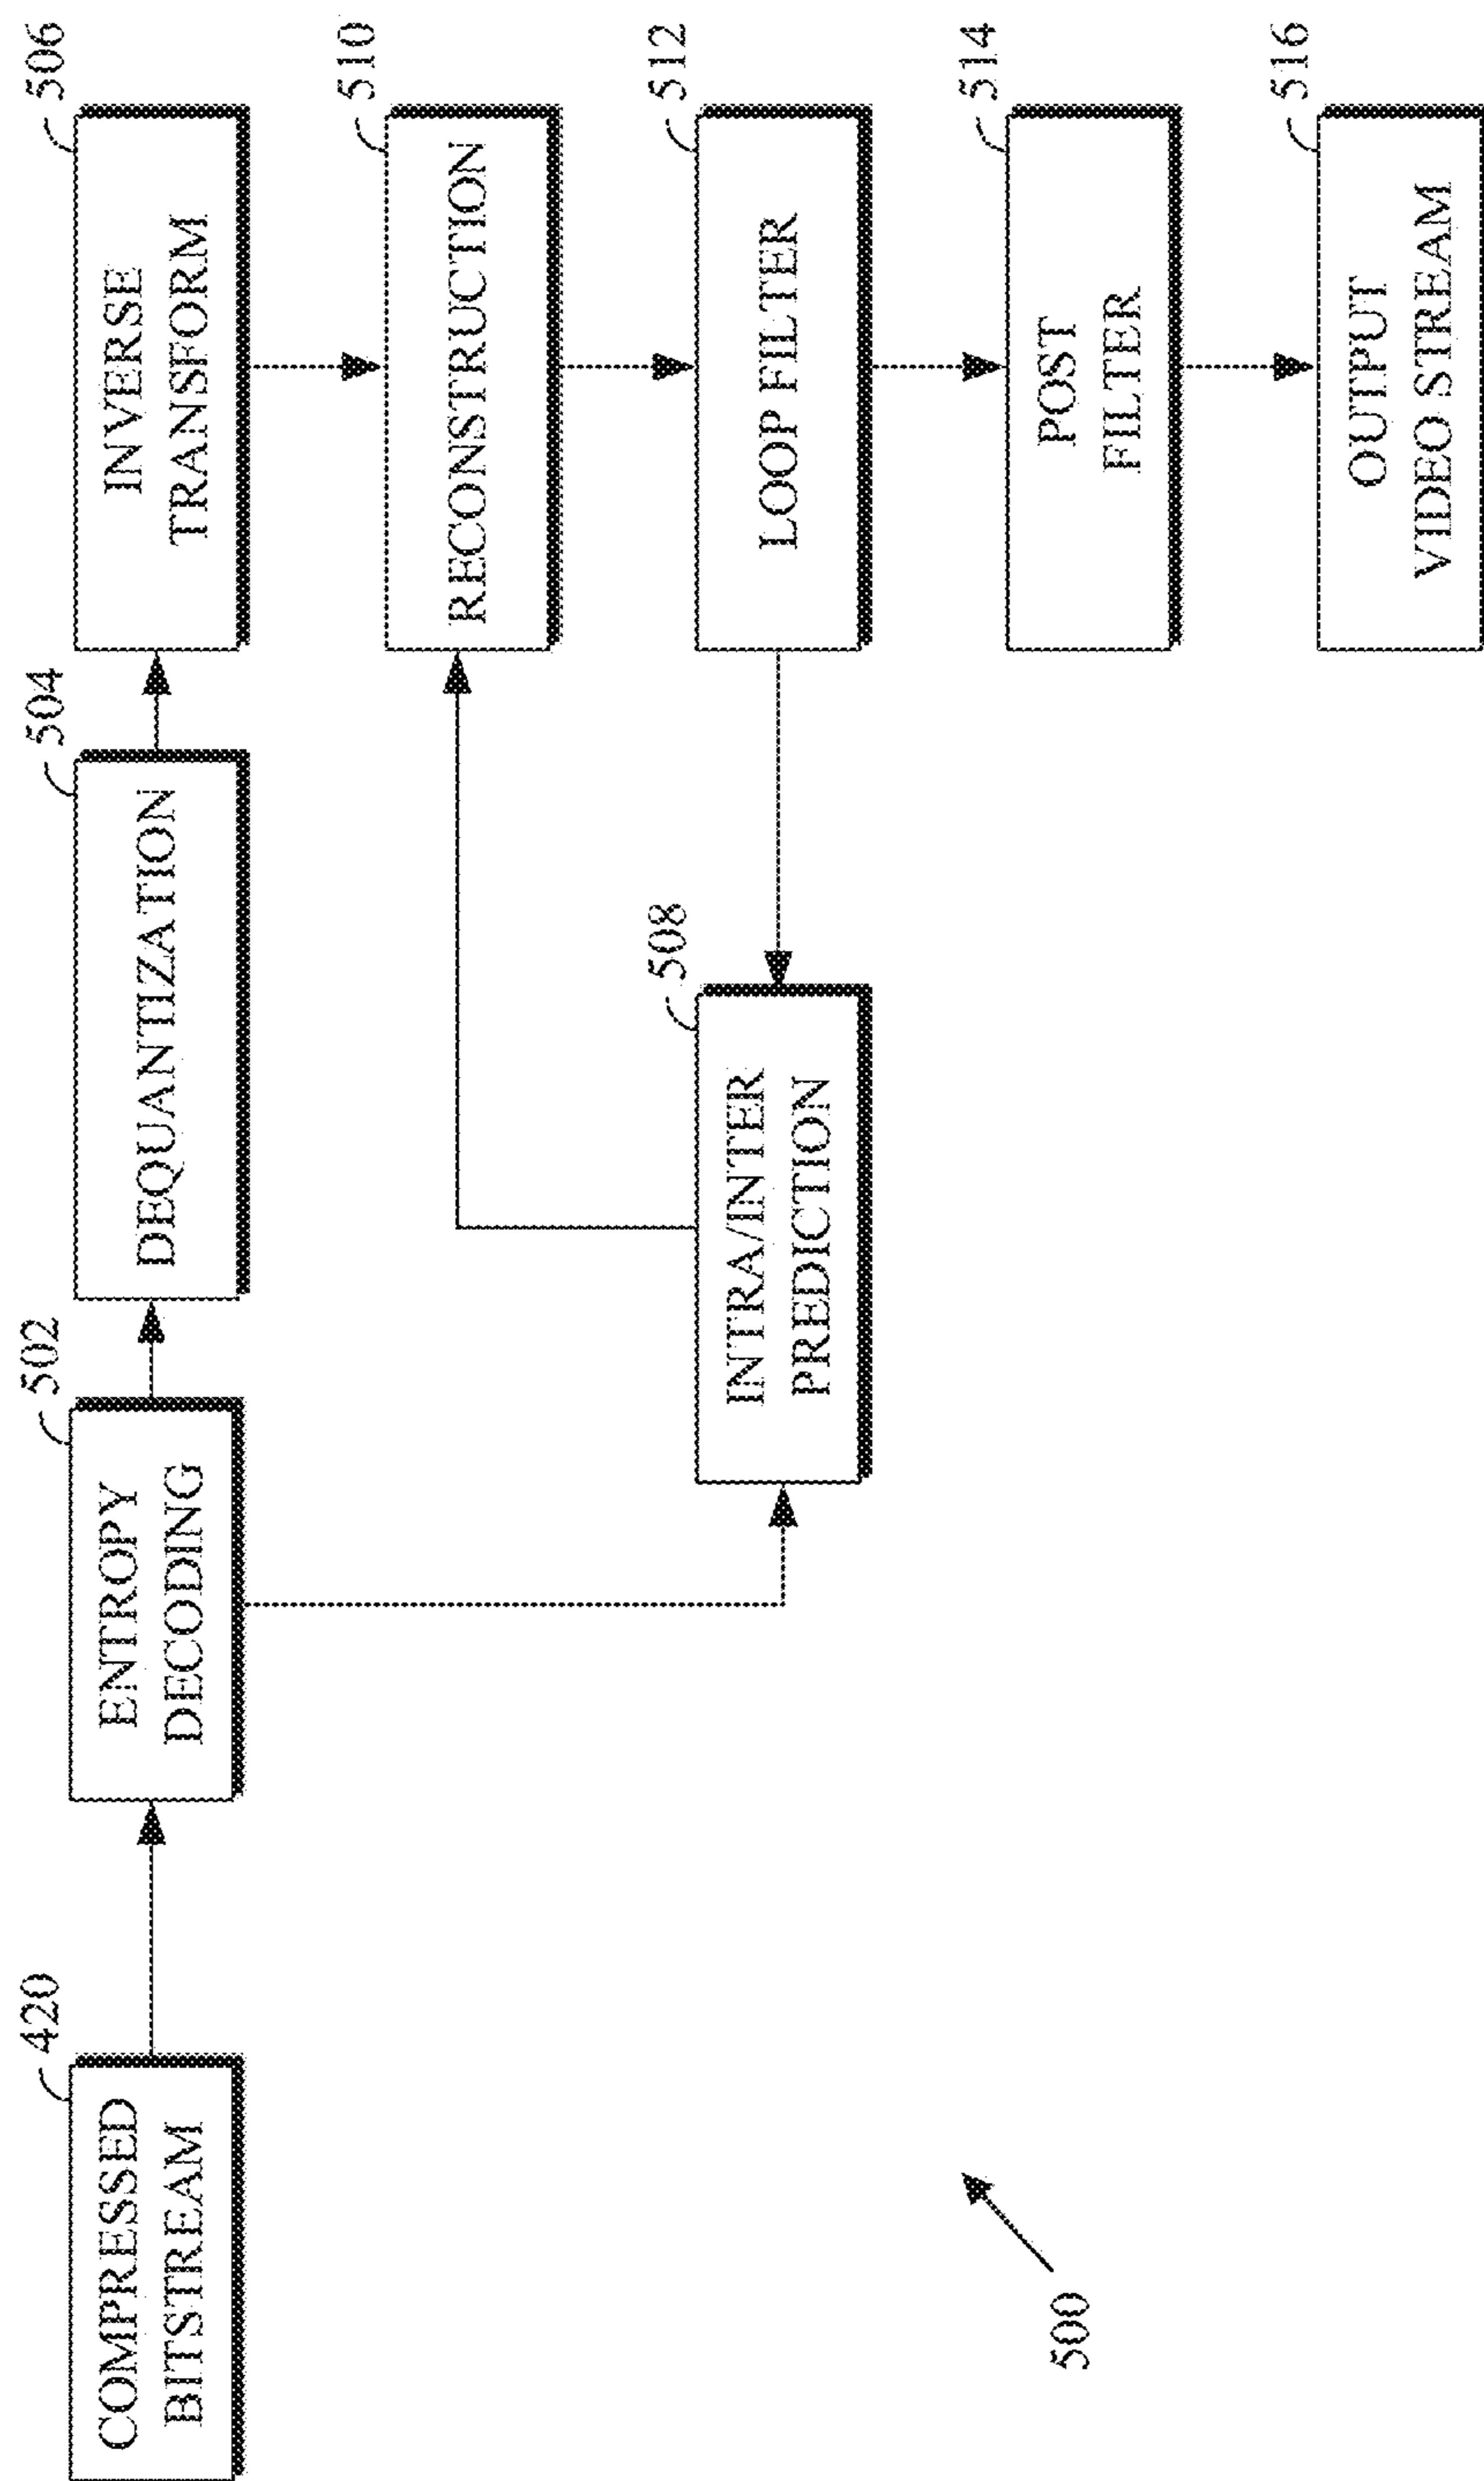 420
COMPRESSED
BITSTREAM
502
ENTROPY
DECODING
504
DEQUANTIZATION
506
INVERSE
TRANSFORM
510
RECONSTRUCTION
508
INTRA/INTER
PREDICTION
512
LOOP FILTER
514
POST
FILTER
516
OUTPUT
VIDEO STREAM
500